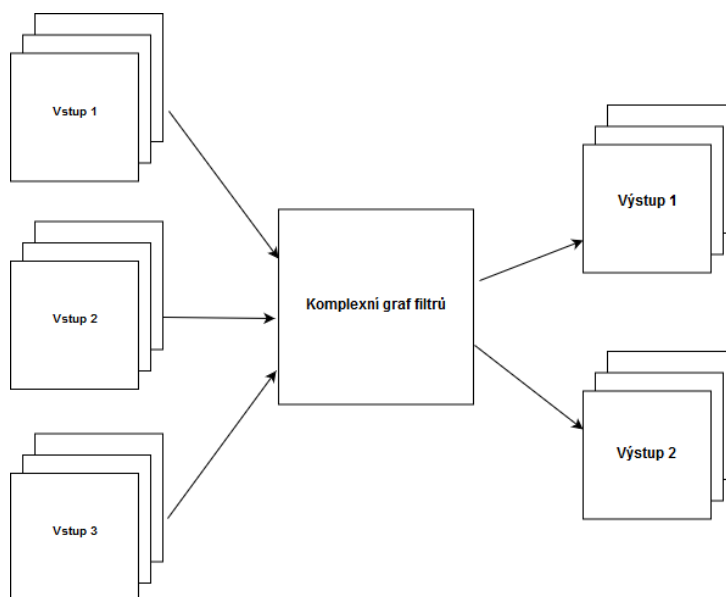 Vstup 1
Vstup 2
Vstup 3
Komplexní graf filtrů
Výstup 1
Výstup 2